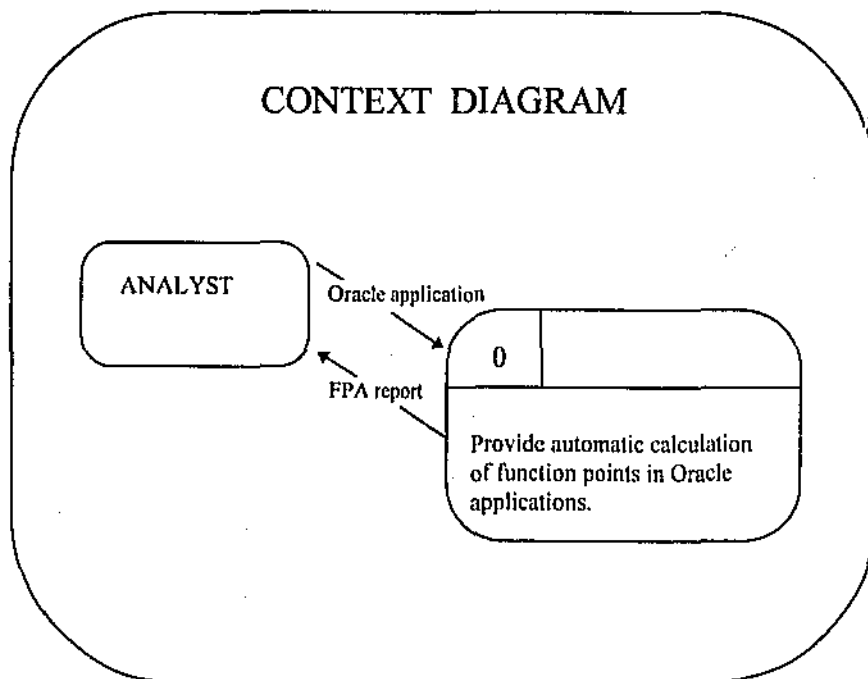 CONTEXT DIAGRAM
ANALYST
Oracle application
0
FPA report
Provide automatic calculation
of function points in Oracle
applications.